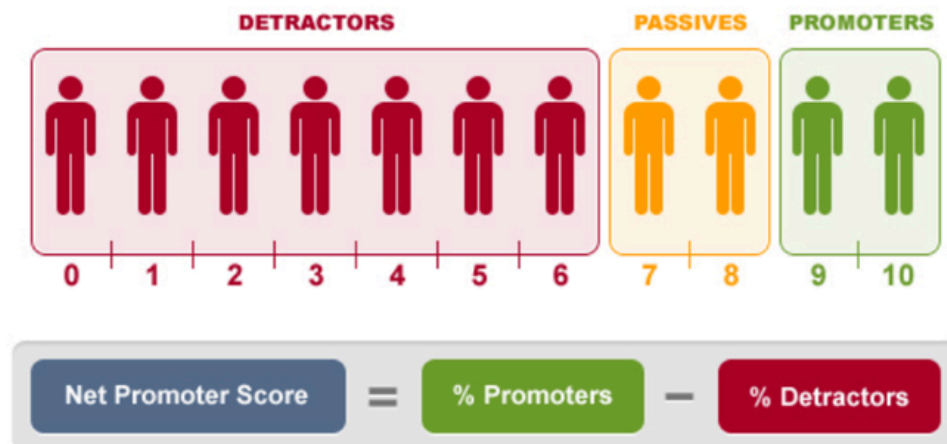 DETRACTORS PASSIVES PROMOTERS
0 1 2 3 4 5 6 7 8 9 10
Net Promoter Score = % Promoters – % Detractors